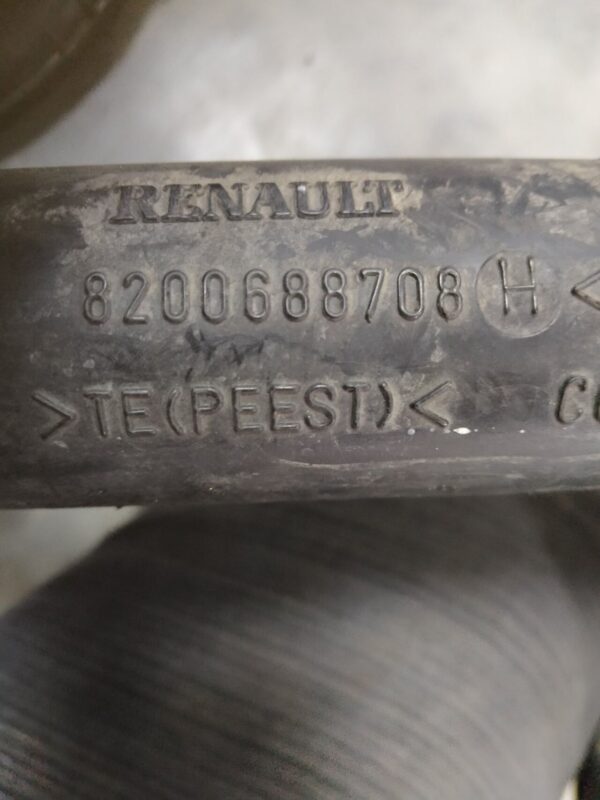 RENAULT
8200688708 H <
>TE(PEEST)< C